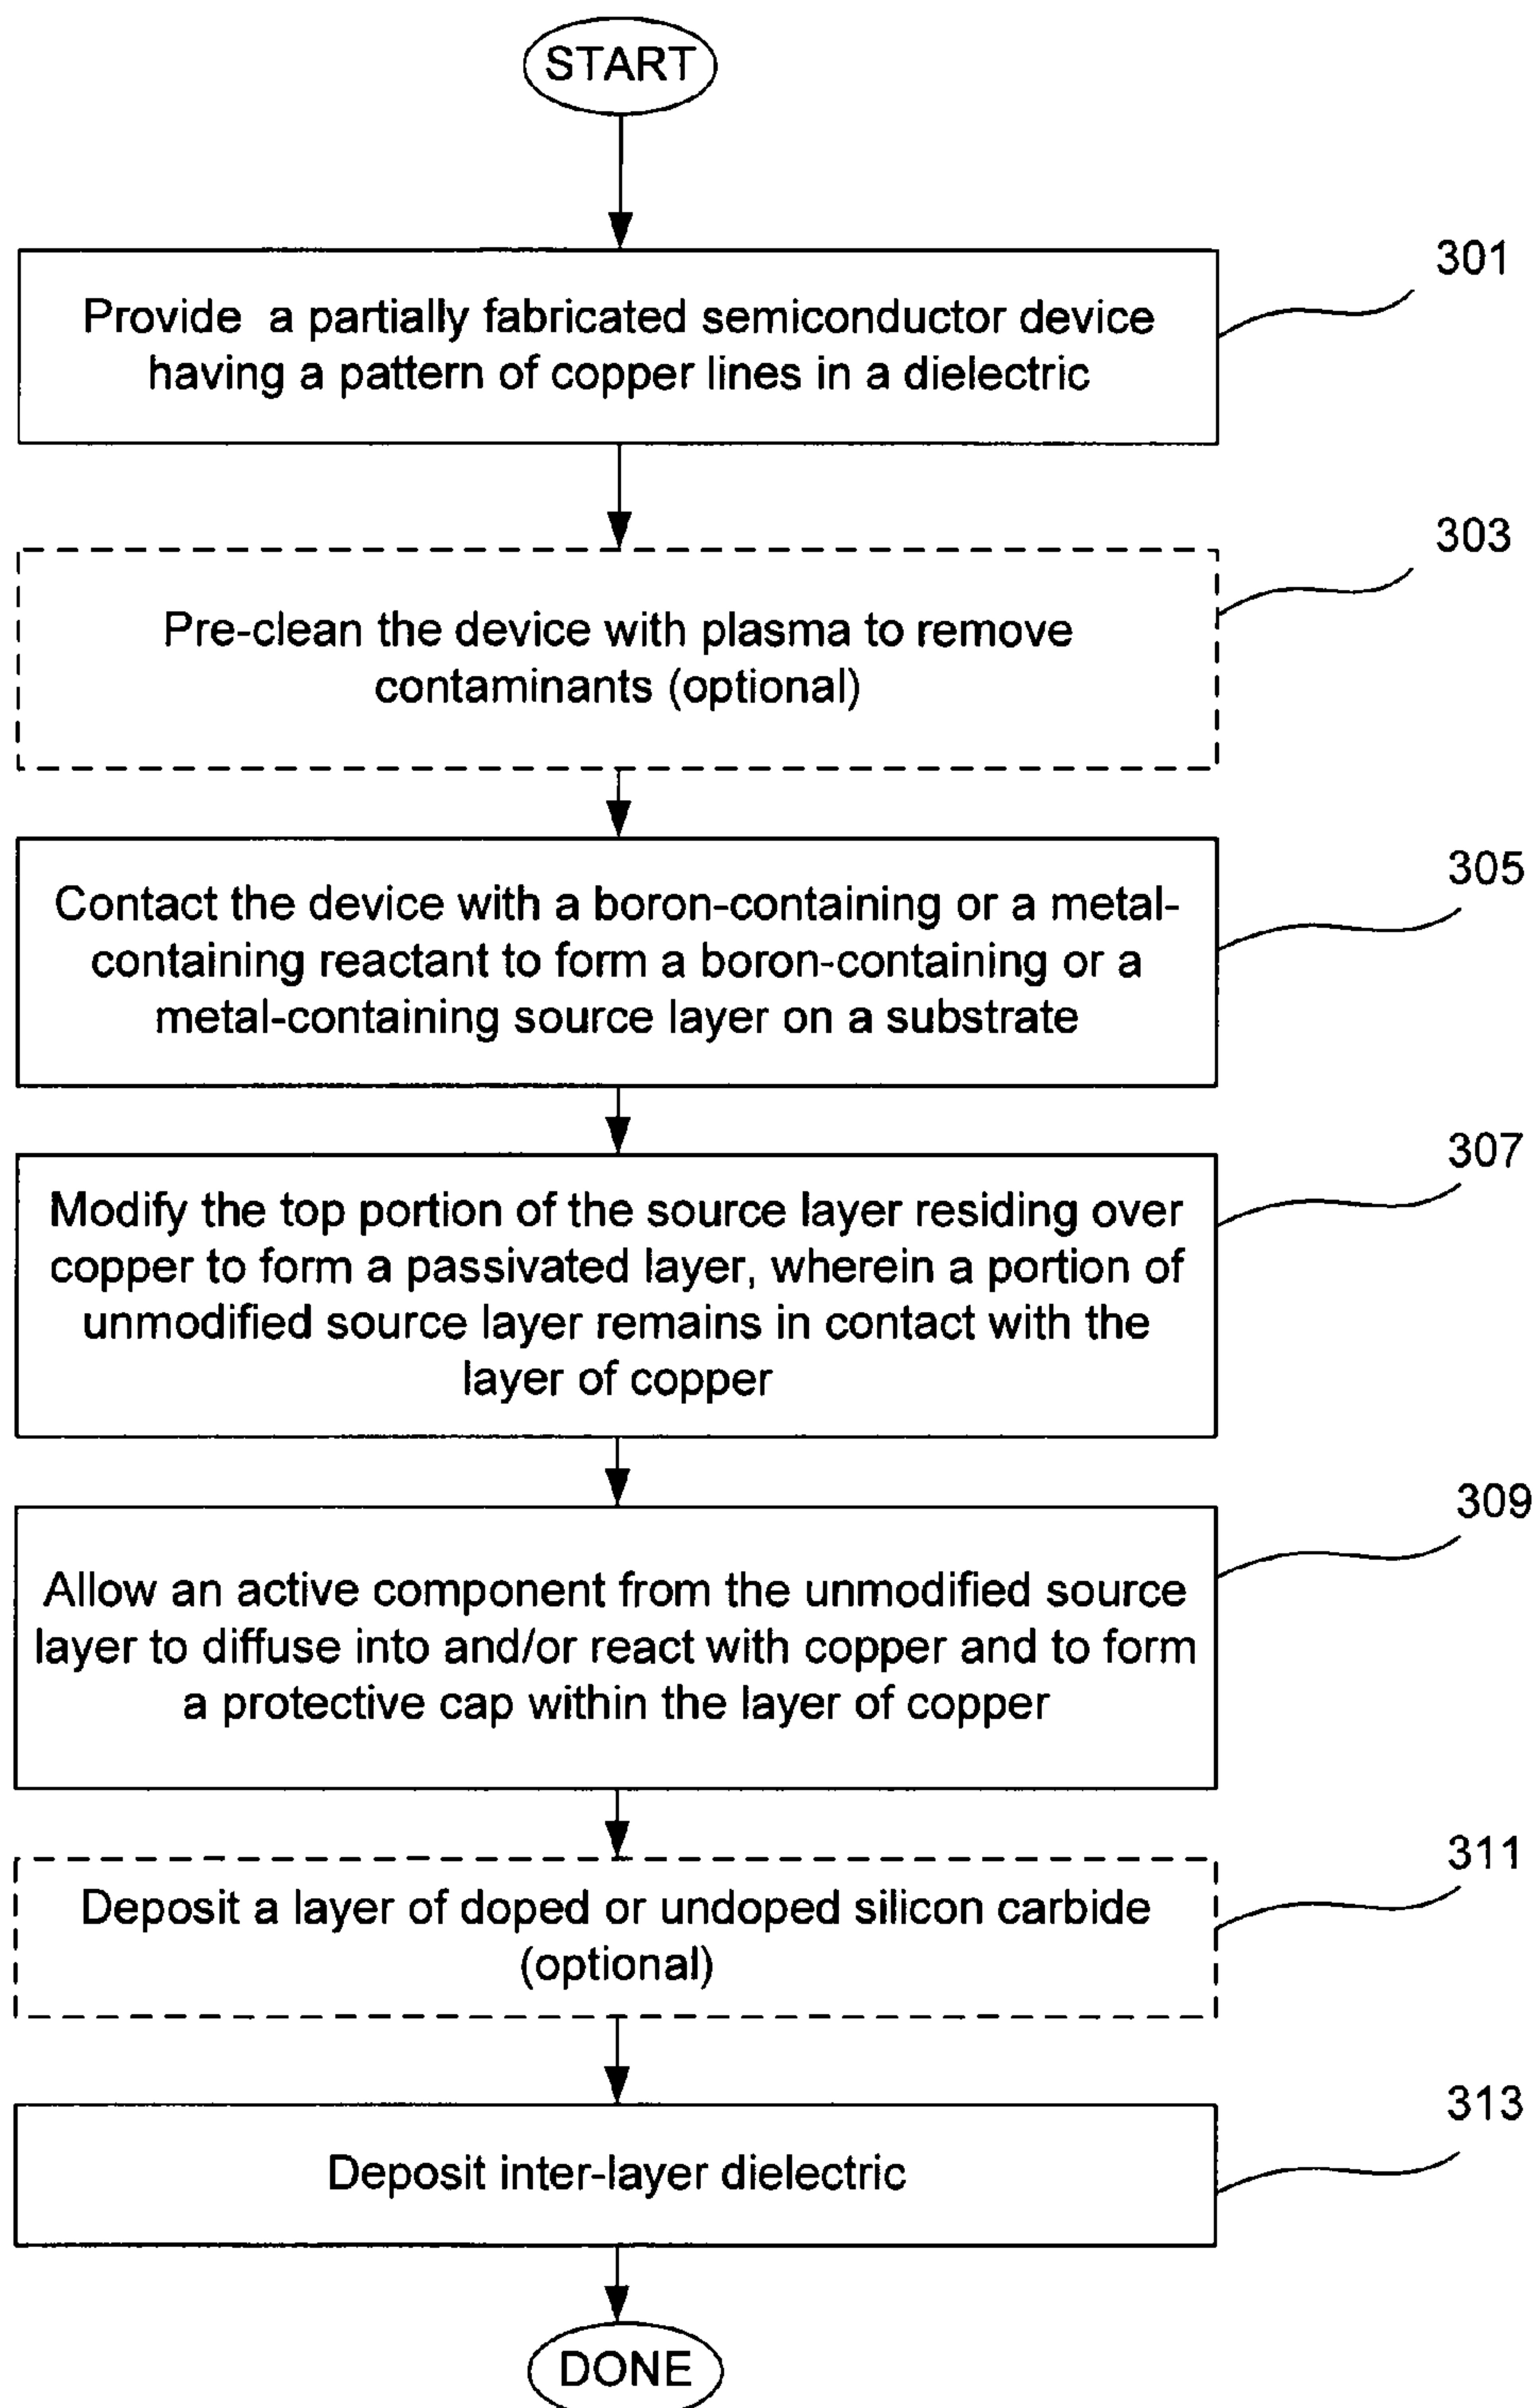 START
301
Provide a partially fabricated semiconductor device
having a pattern of copper lines in a dielectric
303
Pre-clean the device with plasma to remove
contaminants (optional)
305
Contact the device with a boron-containing or a metal-
containing reactant to form a boron-containing or a
metal-containing source layer on a substrate
307
Modify the top portion of the source layer residing over
copper to form a passivated layer, wherein a portion of
unmodified source layer remains in contact with the
layer of copper
309
Allow an active component from the unmodified source
layer to diffuse into and/or react with copper and to form
a protective cap within the layer of copper
311
Deposit a layer of doped or undoped silicon carbide
(optional)
313
Deposit inter-layer dielectric
DONE